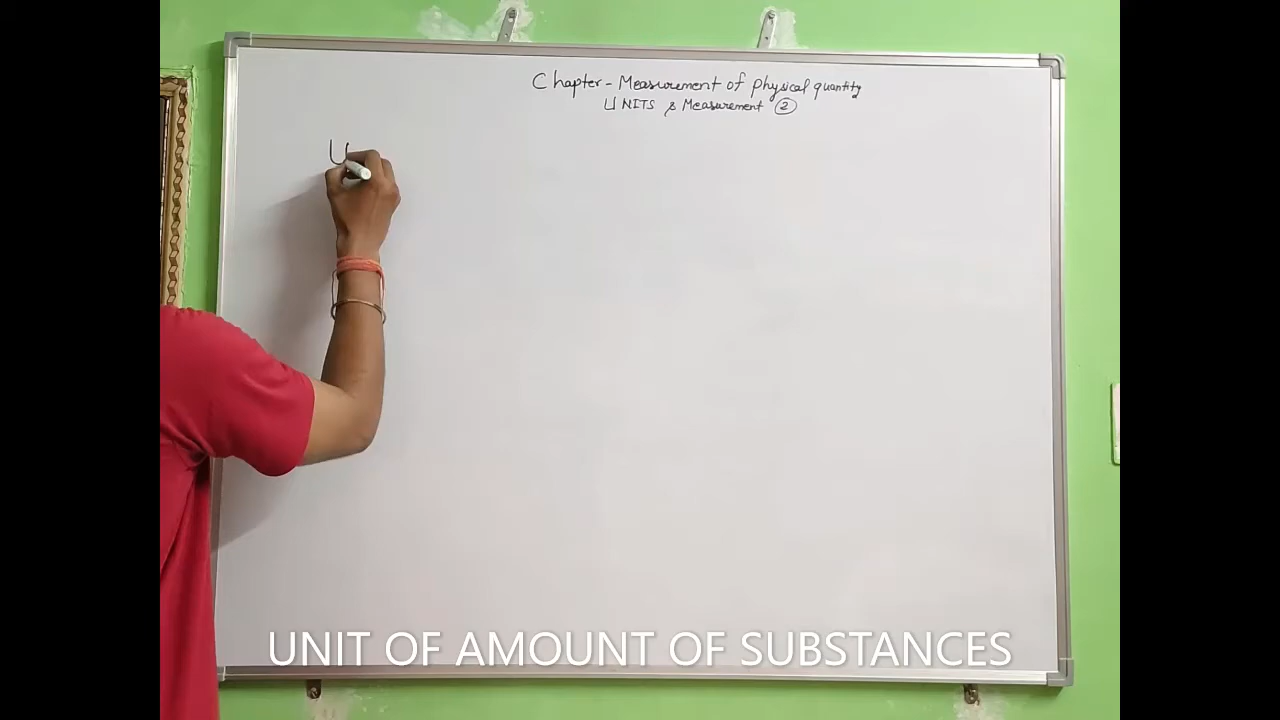 Chapter - Measurement of Physical quantity
UNITS & Measurement ②
U
UNIT OF AMOUNT OF SUBSTANCES